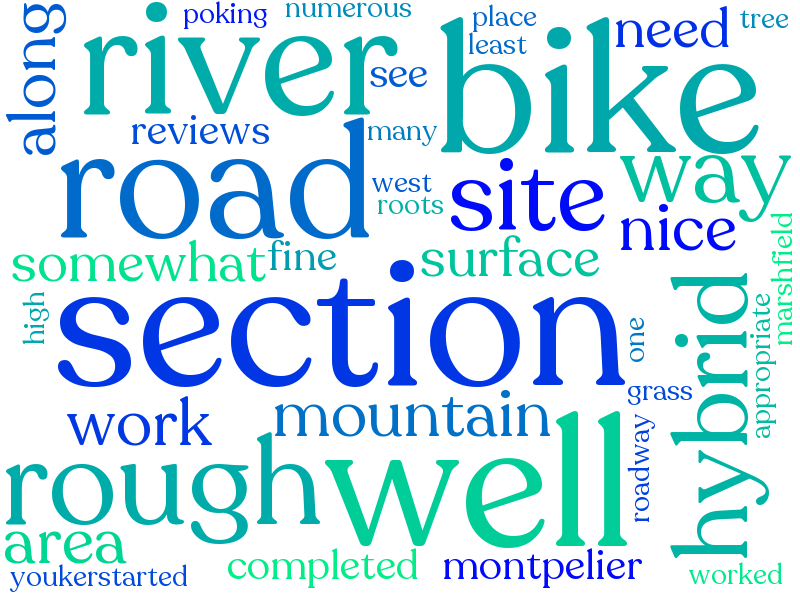 poking
numerous
place
tree
along
river
see
least
need
bike
reviews
many
road
west
roots
site
way
nice
somewhat
fine
surface
marshfield
high
section
one
hybrid
appropriate
work
mountain
grass
roadway
rough
well
area
youkerstarted
completed
montpelier
worked